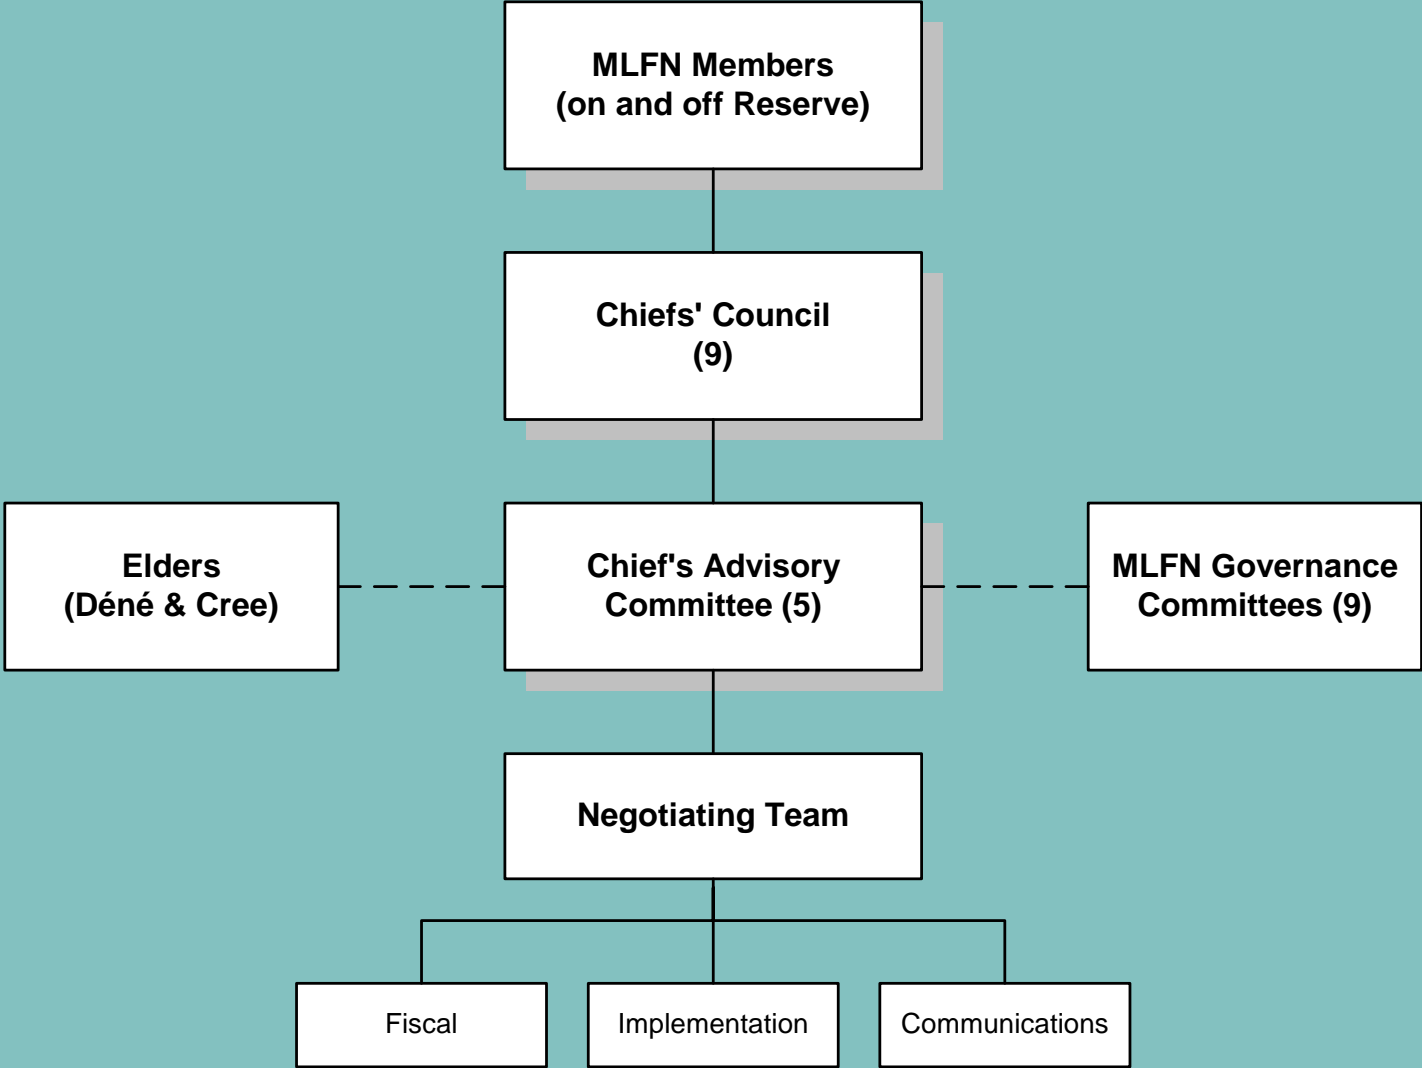 MLFN Members
(on and off Reserve)
Chiefs' Council
(9)
Elders
(Déné & Cree)
Chief's Advisory
Committee (5)
MLFN Governance
Committees (9)
Negotiating Team
Fiscal
Implementation
Communications